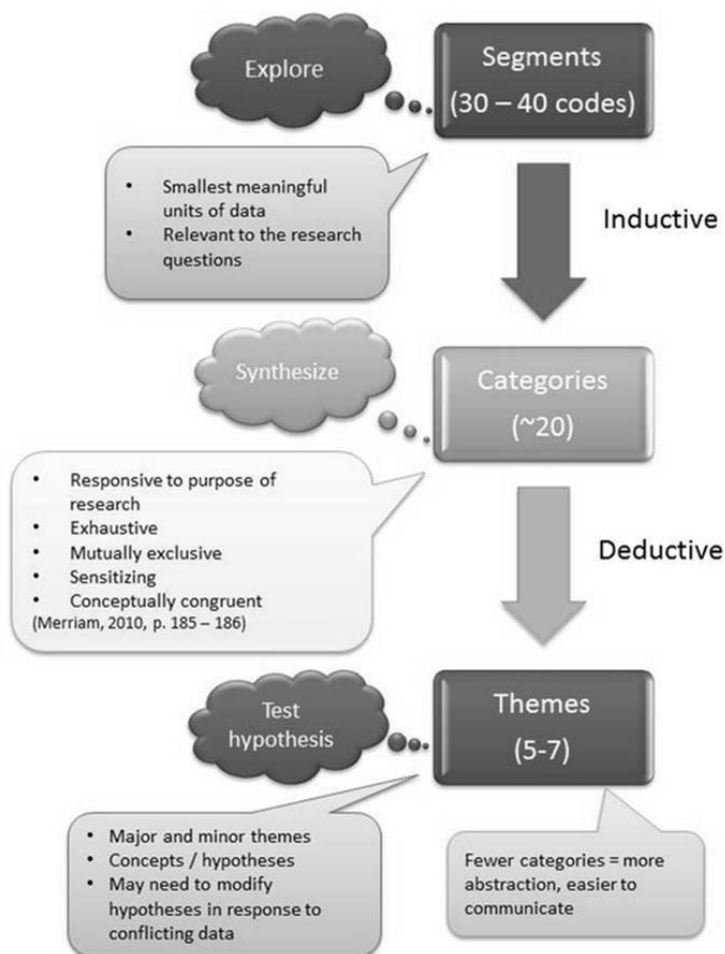 Explore
Segments
(30 – 40 codes)
• Smallest meaningful
units of data
• Relevant to the research
questions
Inductive
Synthesize
Categories
(~20)
• Responsive to purpose of
research
• Exhaustive
• Mutually exclusive
• Sensitizing
• Conceptually congruent
(Merriam, 2010, p. 185 – 186)
Deductive
Test
hypothesis
Themes
(5-7)
• Major and minor themes
• Concepts / hypotheses
• May need to modify
hypotheses in response to
conflicting data
Fewer categories = more
abstraction, easier to
communicate